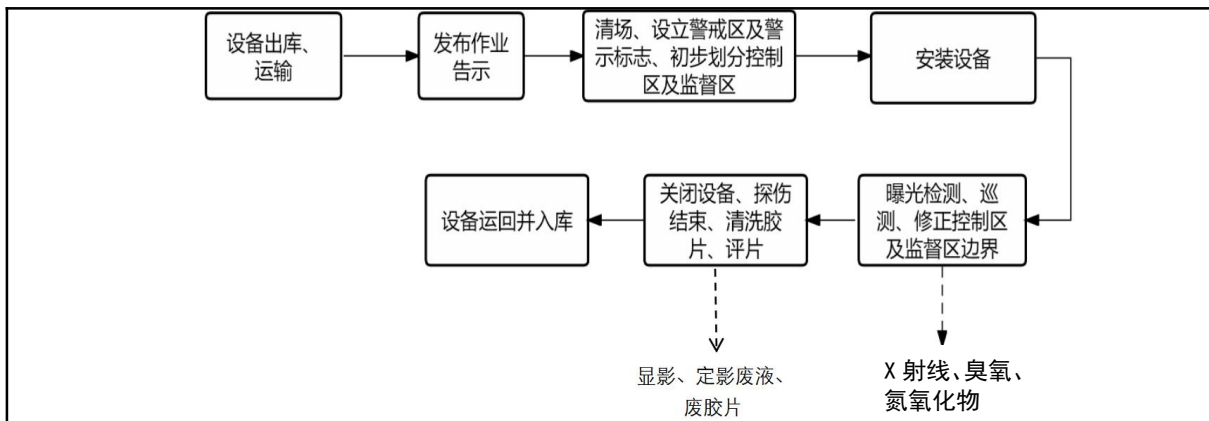 设备出库、
运输
发布作业
告示
清场、设立警戒区及警
示标志、初步划分控制
区及监督区
安装设备
曝光检测、巡
测、修正控制区
及监督区边界
关闭设备、探伤
结束、清洗胶
片、评片
设备运回并入库
显影、定影废液、
废胶片
X 射线、臭氧、
氮氧化物